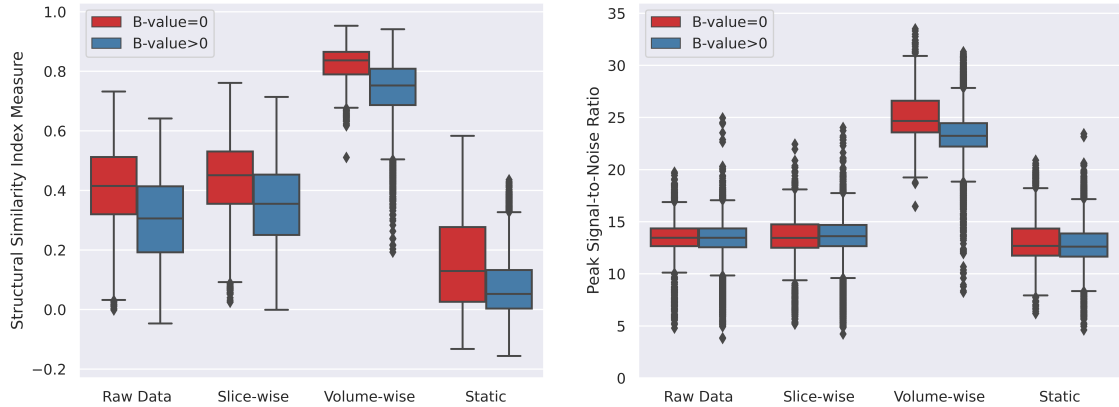 Structural Similarity Index Measure
1.0
0.8
0.6
0.4
0.2
0.0
−0.2
B-value=0
B-value>0
Raw Data Slice-wise Volume-wise Static
Peak Signal-to-Noise Ratio
35
30
25
20
15
10
5
0
B-value=0
B-value>0
Raw Data Slice-wise Volume-wise Static